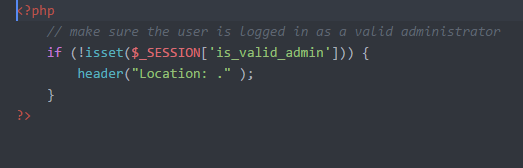 <?php
    // make sure the user is logged in as a valid administrator
    if (!isset($_SESSION['is_valid_admin'])) {
        header("Location: ." );
    }
?>